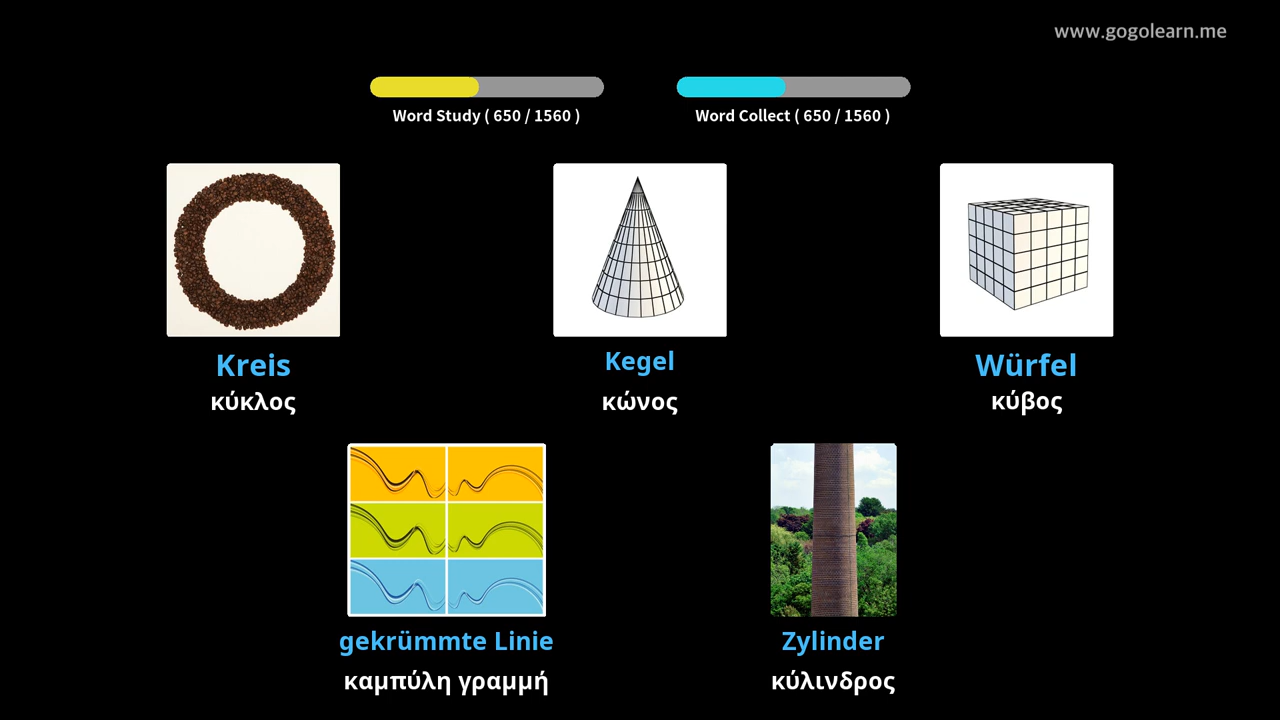 www.gogolearn.me
Word Study ( 650 / 1560 )
Word Collect ( 650 / 1560 )
Kreis
κύκλος
Kegel
κώνος
Würfel
κύβος
gekrümmte Linie
καμπύλη γραμμή
Zylinder
κύλινδρος